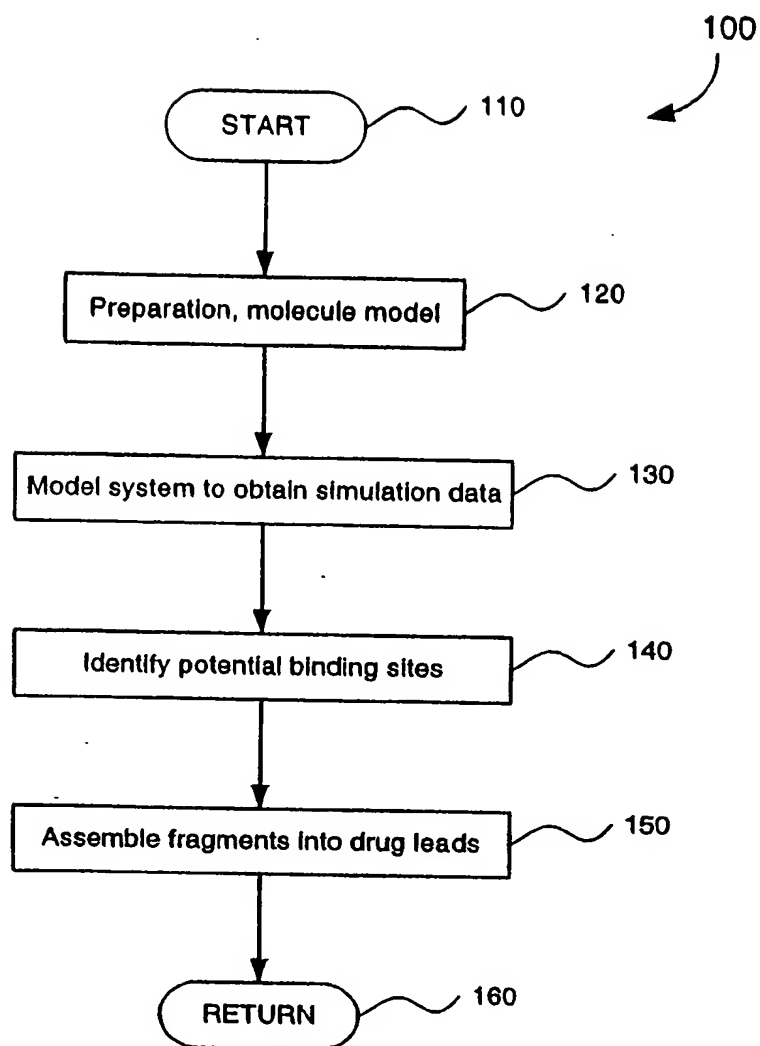 100
START
110
Preparation, molecule model
120
Model system to obtain simulation data
130
Identify potential binding sites
140
Assemble fragments into drug leads
150
RETURN
160